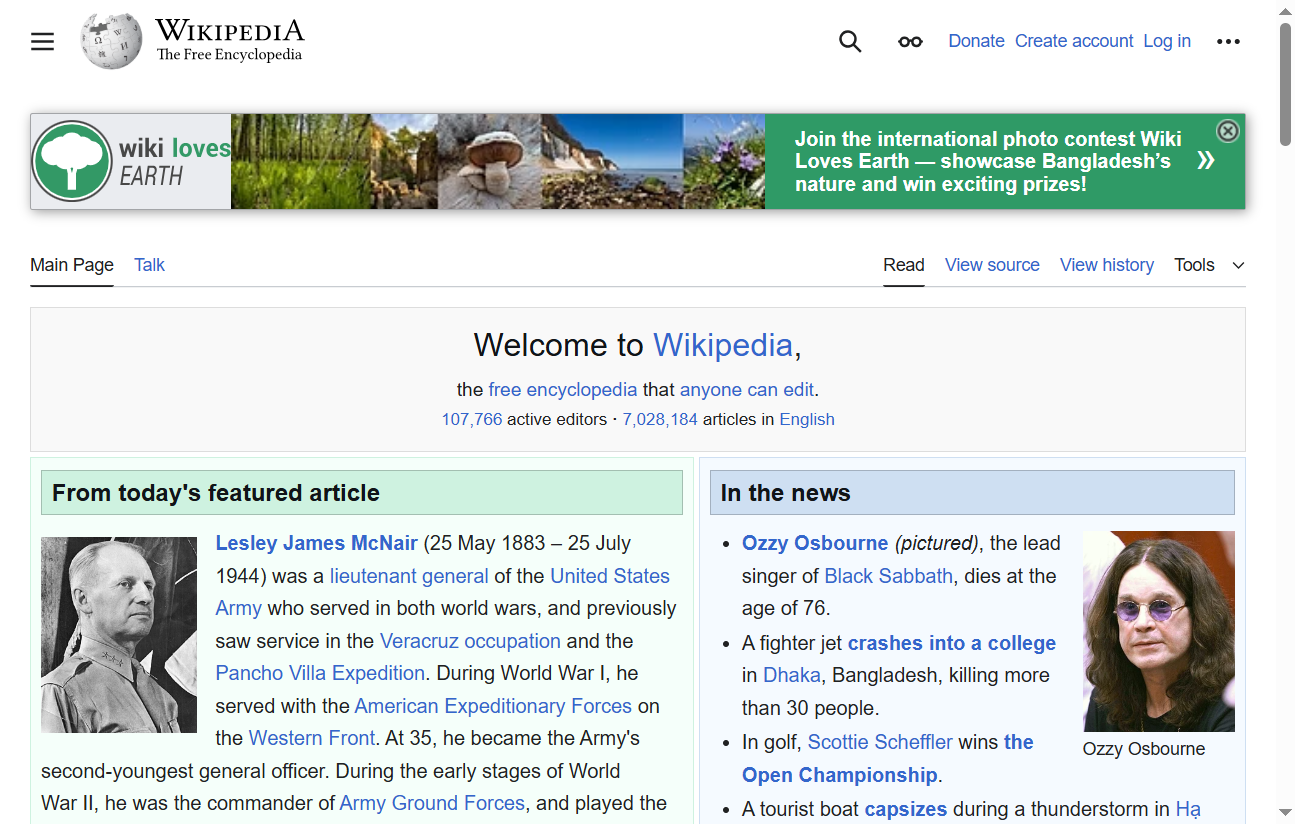 WIKIPEDIA
The Free Encyclopedia
Donate Create account Log in
wiki loves
EARTH
Join the international photo contest Wiki
Loves Earth — showcase Bangladesh's
nature and win exciting prizes!
Main Page Talk
Read View source View history Tools
Welcome to Wikipedia,
the free encyclopedia that anyone can edit.
107,766 active editors · 7,028,184 articles in English
From today's featured article
Lesley James McNair (25 May 1883 – 25 July
1944) was a lieutenant general of the United States
Army who served in both world wars, and previously
saw service in the Veracruz occupation and the
Pancho Villa Expedition. During World War I, he
served with the American Expeditionary Forces on
the Western Front. At 35, he became the Army's
second-youngest general officer. During the early stages of World
War II, he was the commander of Army Ground Forces, and played the
In the news
Ozzy Osbourne (pictured), the lead
singer of Black Sabbath, dies at the
age of 76.
A fighter jet crashes into a college
in Dhaka, Bangladesh, killing more
than 30 people.
In golf, Scottie Scheffler wins the
Open Championship.
A tourist boat capsizes during a thunderstorm in Hạ
Ozzy Osbourne